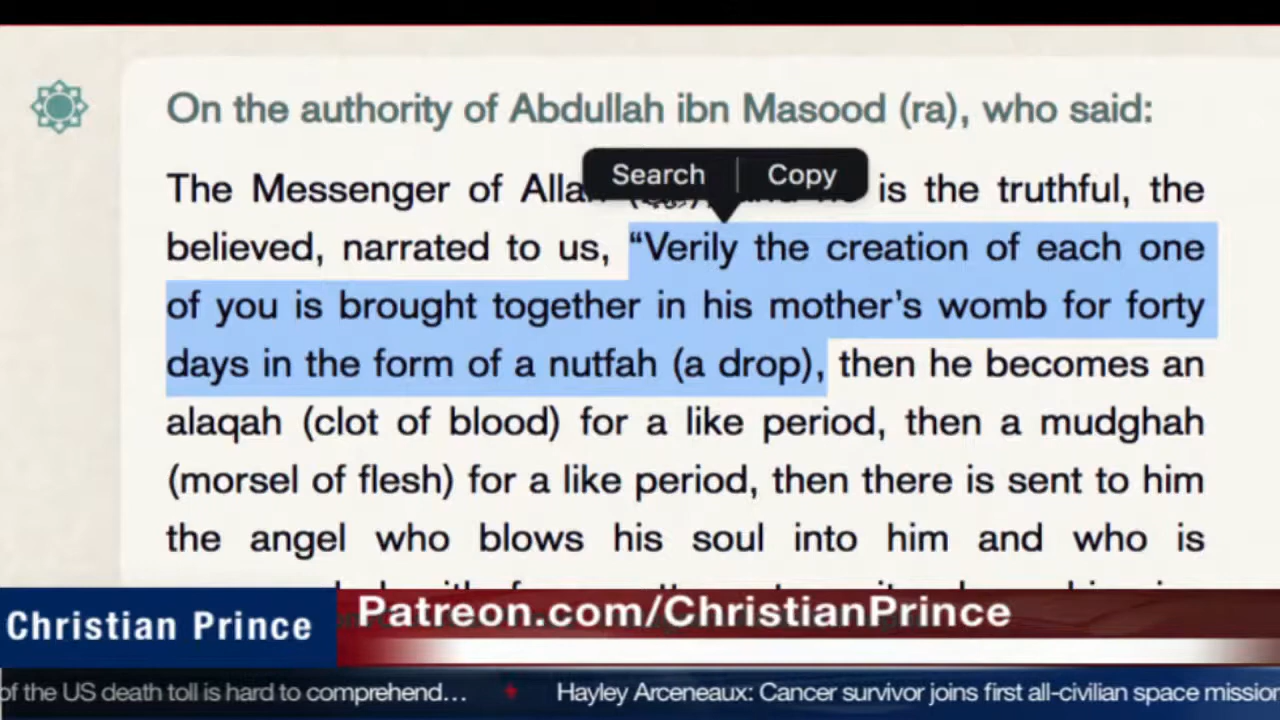 On the authority of Abdullah ibn Masood (ra), who said:
Search | Copy
The Messenger of Allah is the truthful, the
believed, narrated to us, “Verily the creation of each one
of you is brought together in his mother’s womb for forty
days in the form of a nutfah (a drop), then he becomes an
alaqah (clot of blood) for a like period, then a mudghah
(morsel of flesh) for a like period, then there is sent to him
the angel who blows his soul into him and who is
Christian Prince
Patreon.com/ChristianPrince
of the US death toll is hard to comprehend... Hayley Arceneaux: Cancer survivor joins first all-civilian space mission